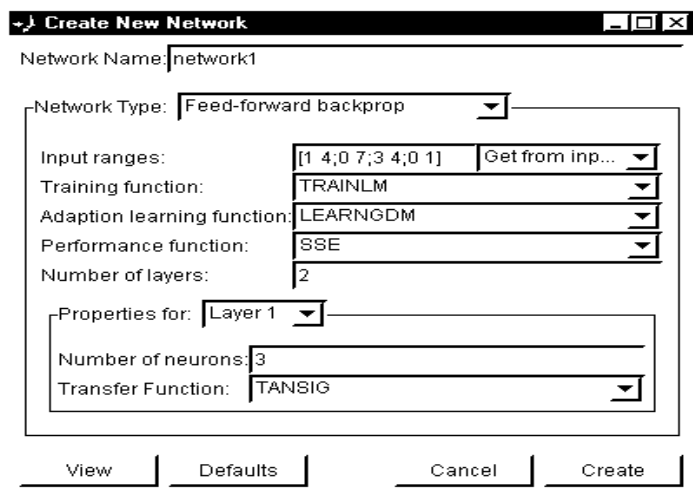 Create New Network
Network Name: network1
Network Type: Feed-forward backprop
Input ranges: [1 4;0 7;3 4;0 1] Get from inp...
Training function: TRAINLM
Adaption learning function: LEARNGDM
Performance function: SSE
Number of layers: 2
Properties for: Layer 1
Number of neurons: 3
Transfer Function: TANSIG
View Defaults Cancel Create